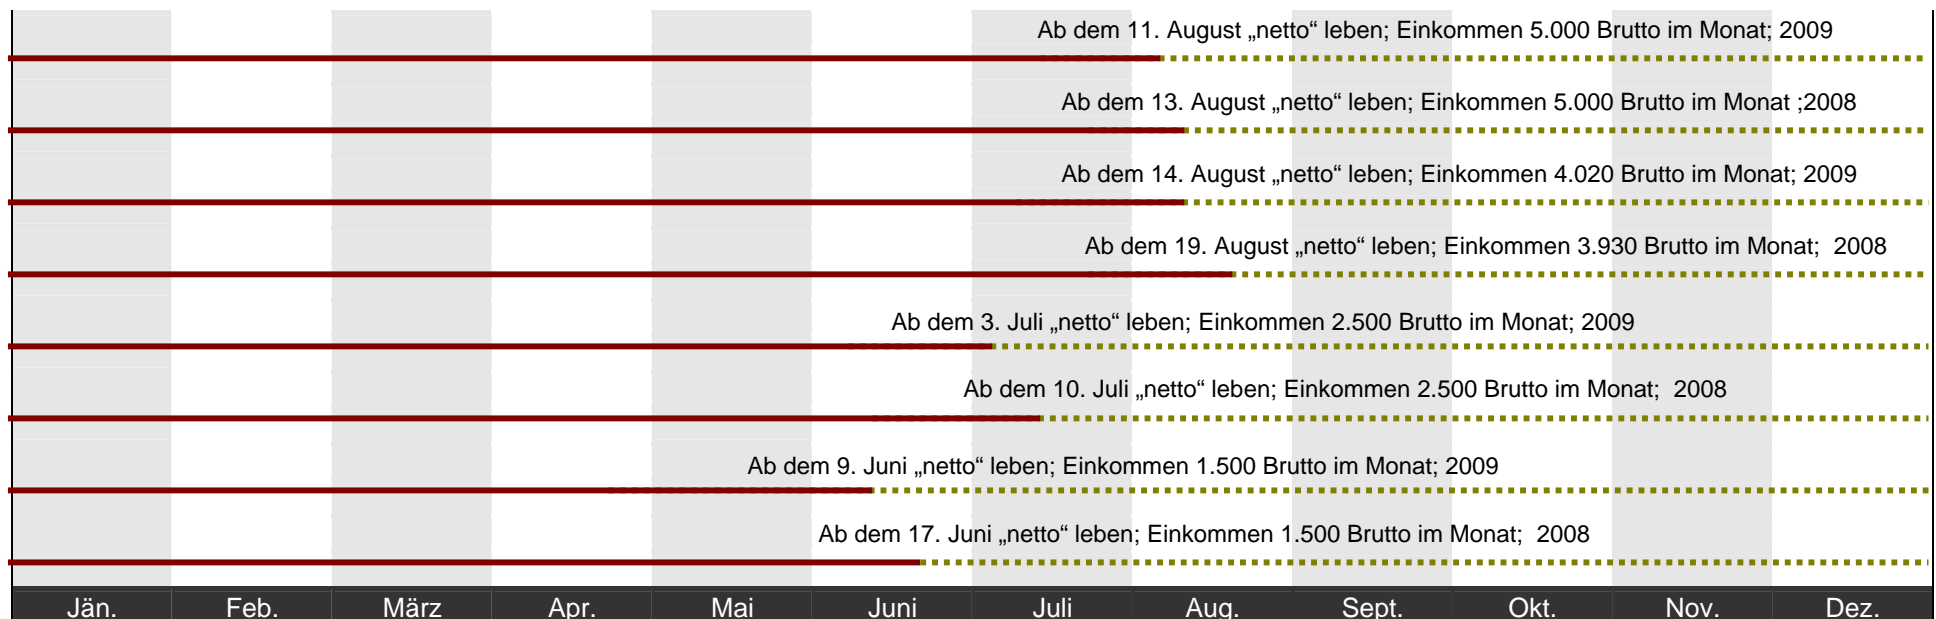 Ab dem 11. August „netto“ leben; Einkommen 5.000 Brutto im Monat; 2009
Ab dem 13. August „netto“ leben; Einkommen 5.000 Brutto im Monat ;2008
Ab dem 14. August „netto“ leben; Einkommen 4.020 Brutto im Monat; 2009
Ab dem 19. August „netto“ leben; Einkommen 3.930 Brutto im Monat;  2008
Ab dem 3. Juli „netto“ leben; Einkommen 2.500 Brutto im Monat; 2009
Ab dem 10. Juli „netto“ leben; Einkommen 2.500 Brutto im Monat;  2008
Ab dem 9. Juni „netto“ leben; Einkommen 1.500 Brutto im Monat; 2009
Ab dem 17. Juni „netto“ leben; Einkommen 1.500 Brutto im Monat;  2008
Jän. Feb. März Apr. Mai Juni Juli Aug. Sept. Okt. Nov. Dez.